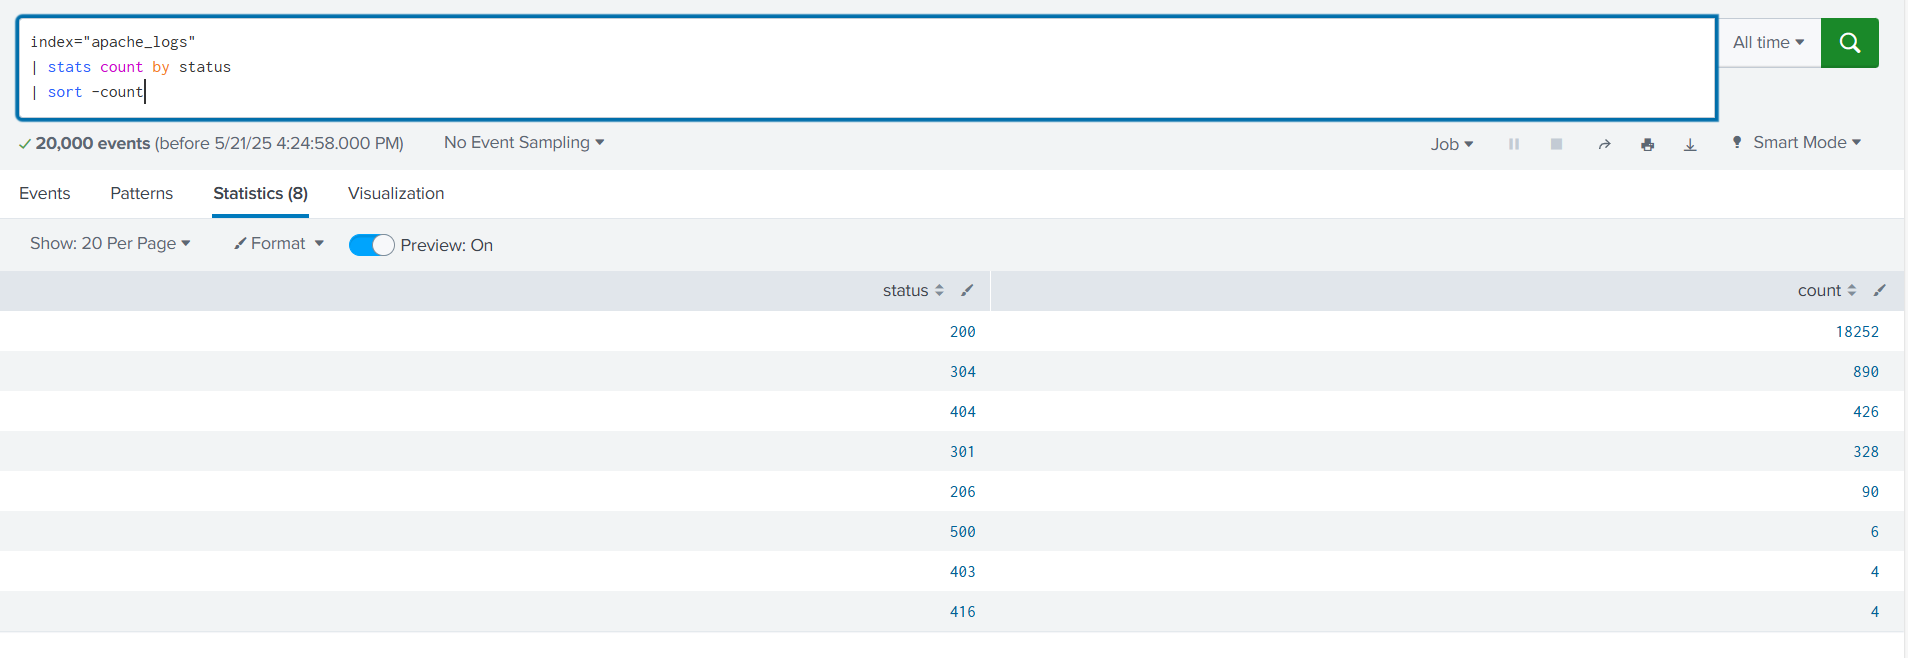 index="apache_logs"
| stats count by status
| sort -count
All time
20,000 events (before 5/21/25 4:24:58.000 PM)
No Event Sampling
Job
Smart Mode
Events
Patterns
Statistics (8)
Visualization
Show: 20 Per Page
Format
Preview: On
status count
200 18252
304 890
404 426
301 328
206 90
500 6
403 4
416 4